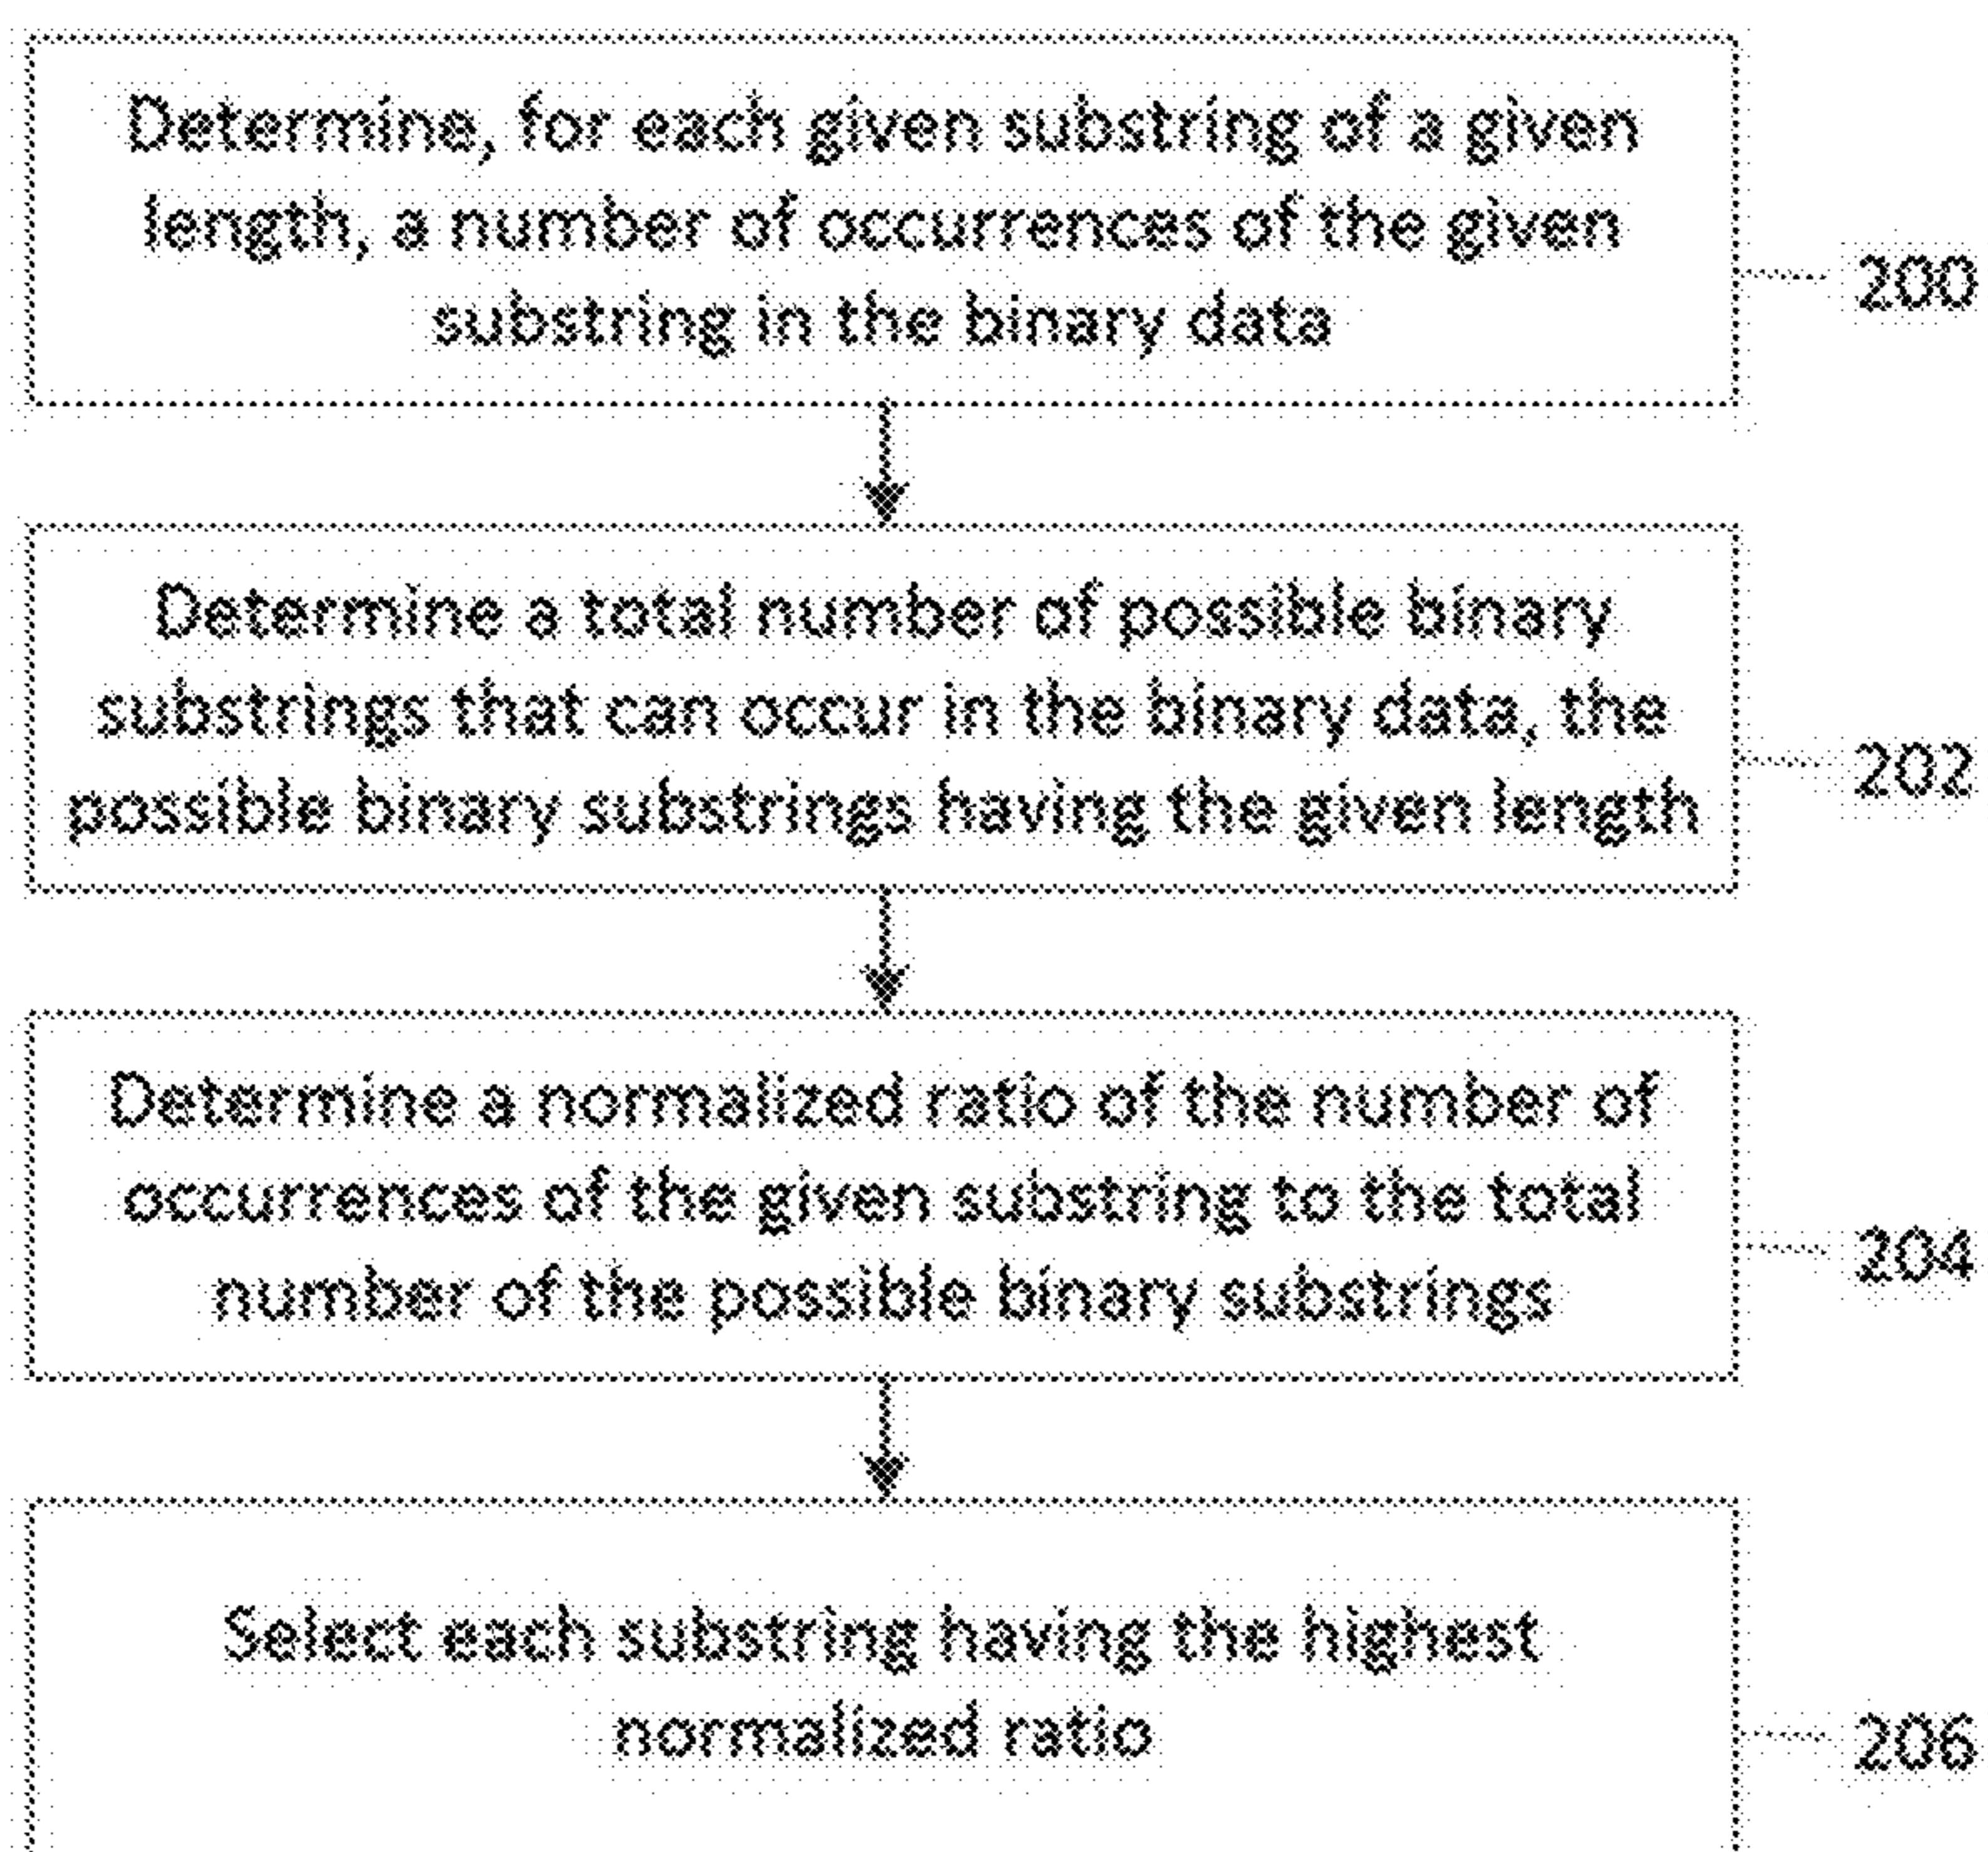 Determine, for each given substring of a given
length, a number of occurrences of the given
substring in the binary data
200
Determine a total number of possible binary
substrings that can occur in the binary data, the
possible binary substrings having the given length
202
Determine a normalized ratio of the number of
occurrences of the given substring to the total
number of the possible binary substrings
204
Select each substring having the highest
normalized ratio
206